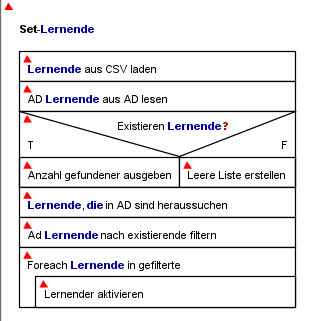 Set-Lernende
Lernende aus CSV laden
AD Lernende aus AD lesen
Existieren Lernende?
T
F
Anzahl gefundener ausgeben
Leere Liste erstellen
Lernende, die in AD sind heraussuchen
Ad Lernende nach existierende filtern
Foreach Lernende in gefilterte
Lernender aktivieren